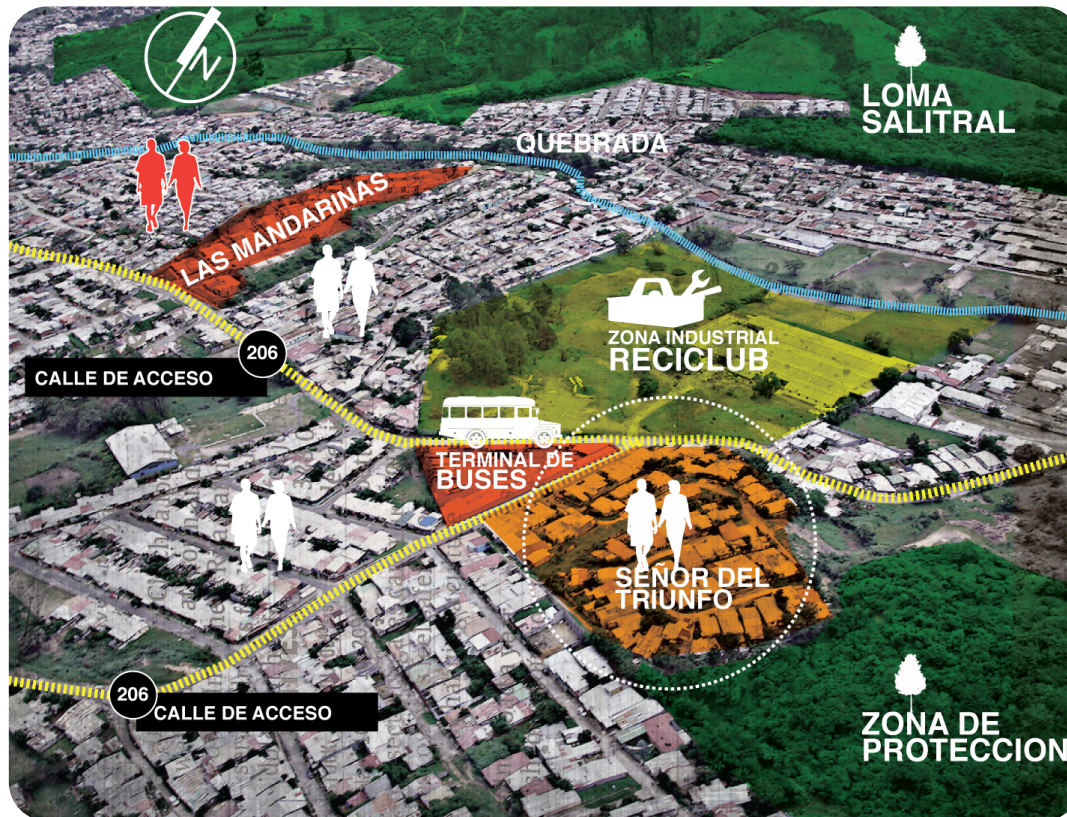 N
LOMA
SALITRAL
QUEBRADA
LAS MANDARINAS
ZONA INDUSTRIAL
RECICLUB
206
CALLE DE ACCESO
TERMINAL DE
BUSES
SEÑOR DEL
TRIUNFO
206
CALLE DE ACCESO
ZONA DE
PROTECCION